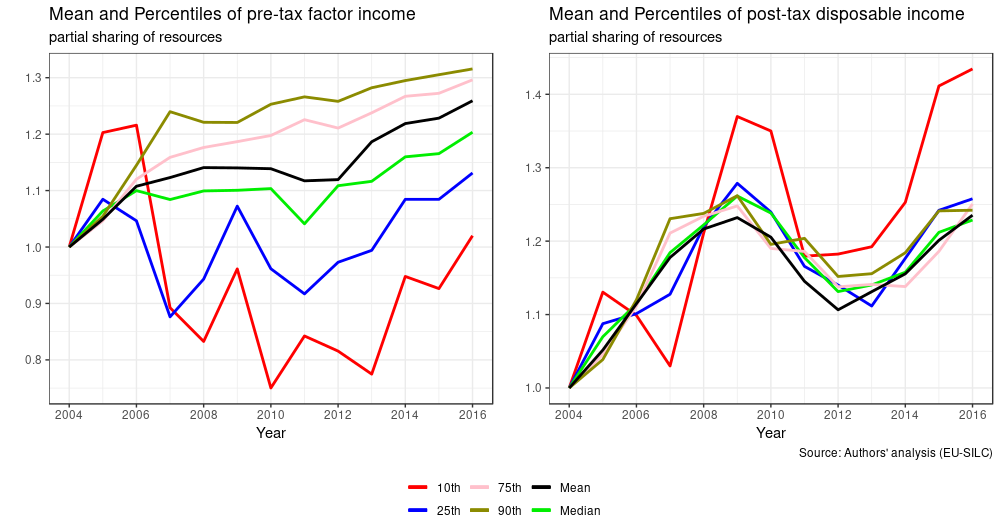 Mean and Percentiles of pre-tax factor income
partial sharing of resources
1.3
1.2
1.1
1.0
0.9
0.8
2004 2006 2008 2010 2012 2014 2016
Year
Mean and Percentiles of post-tax disposable income
partial sharing of resources
1.4
1.3
1.2
1.1
1.0
2004 2006 2008 2010 2012 2014 2016
Year
Source: Authors' analysis (EU-SILC)
10th 75th Mean
25th 90th Median